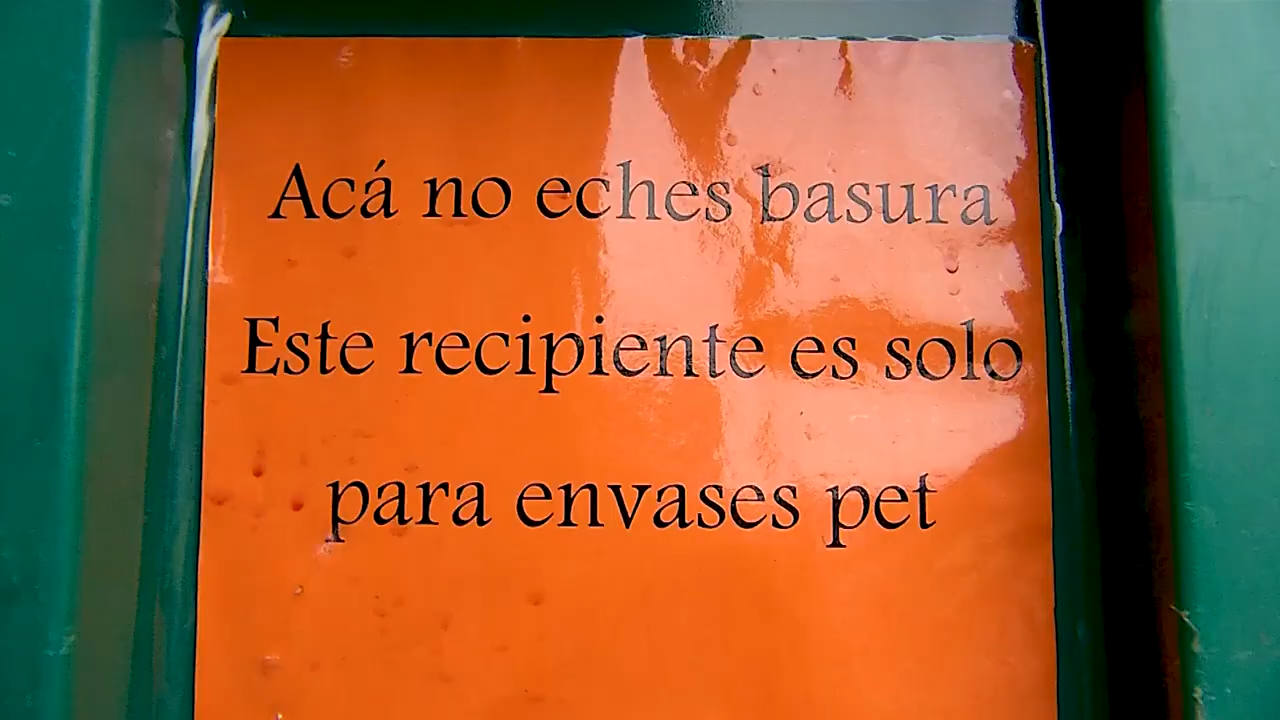 Acá no eches basura
Este recipiente es solo
para envases pet